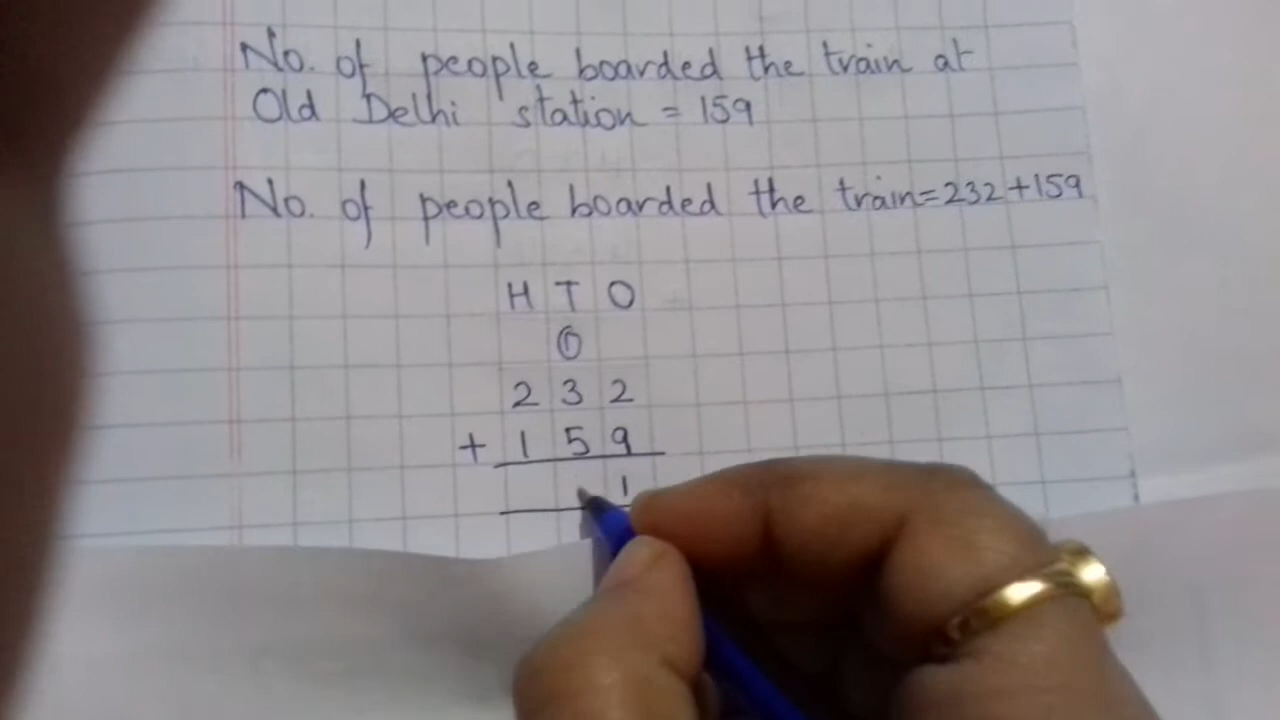 No. of people boarded the train at
Old Delhi station = 159
No. of people boarded the train=232+159
H T O
①
2 3 2
+ 1 5 9
1